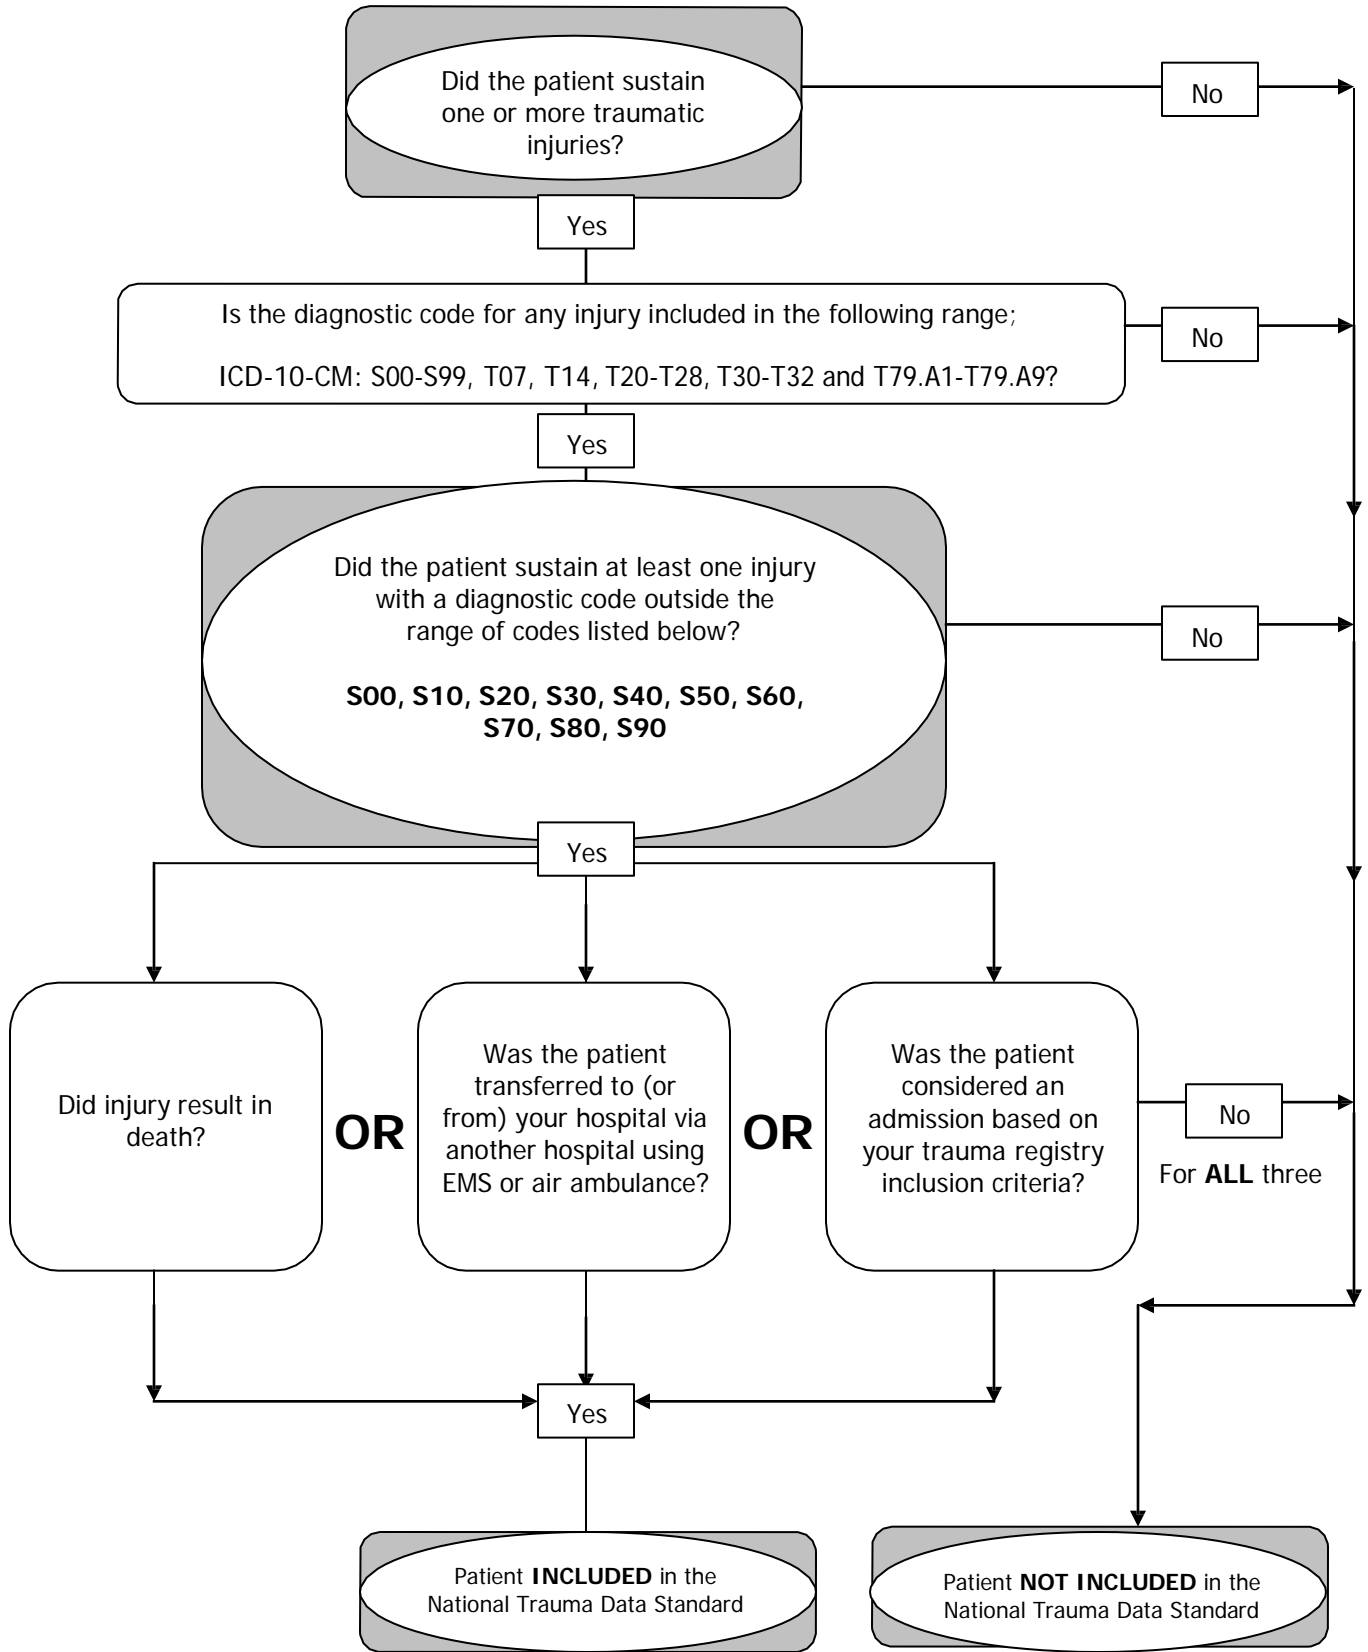 Did the patient sustain
one or more traumatic
injuries?
No
Yes
Is the diagnostic code for any injury included in the following range;
ICD-10-CM: S00-S99, T07, T14, T20-T28, T30-T32 and T79.A1-T79.A9?
No
Yes
Did the patient sustain at least one injury
with a diagnostic code outside the
range of codes listed below?
S00, S10, S20, S30, S40, S50, S60,
S70, S80, S90
No
Yes
Did injury result in
death?
OR
Was the patient
transferred to (or
from) your hospital via
another hospital using
EMS or air ambulance?
OR
Was the patient
considered an
admission based on
your trauma registry
inclusion criteria?
No
For ALL three
Yes
Patient INCLUDED in the
National Trauma Data Standard
Patient NOT INCLUDED in the
National Trauma Data Standard